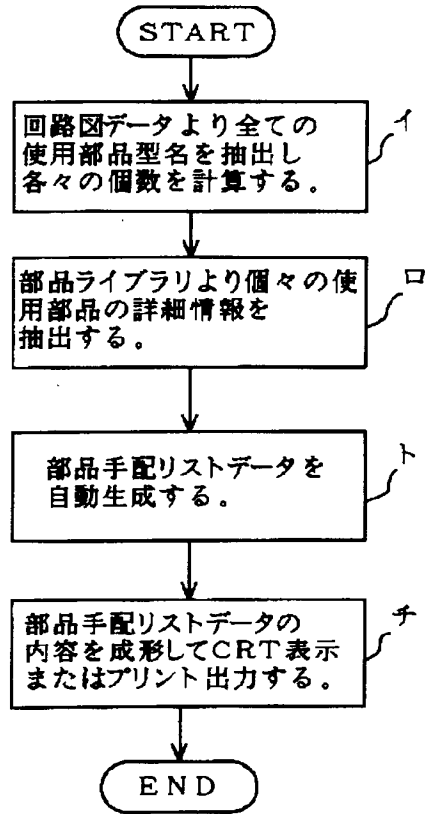 START
回路図データより全ての
イ
使用部品型名を抽出し
各々の個数を計算する。
部品ライブラリより個々の使
ロ
用部品の詳細情報を
抽出する。
部品手配リストデータを
ト
自動生成する。
部品手配リストデータの
チ
内容を成形してCRT表示
またはプリント出力する。
END